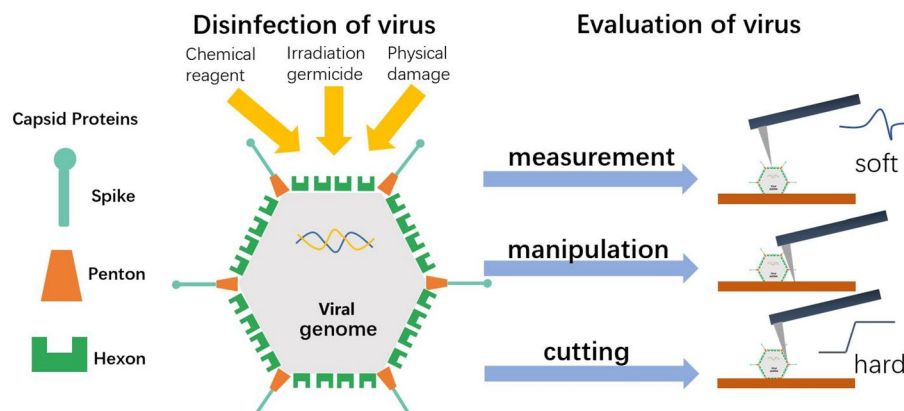 Disinfection of virus
Evaluation of virus
Chemical
reagent
Irradiation
germicide
Physical
damage
Capsid Proteins
Spike
Penton
Hexon
Viral
genome
measurement
soft
manipulation
cutting
hard